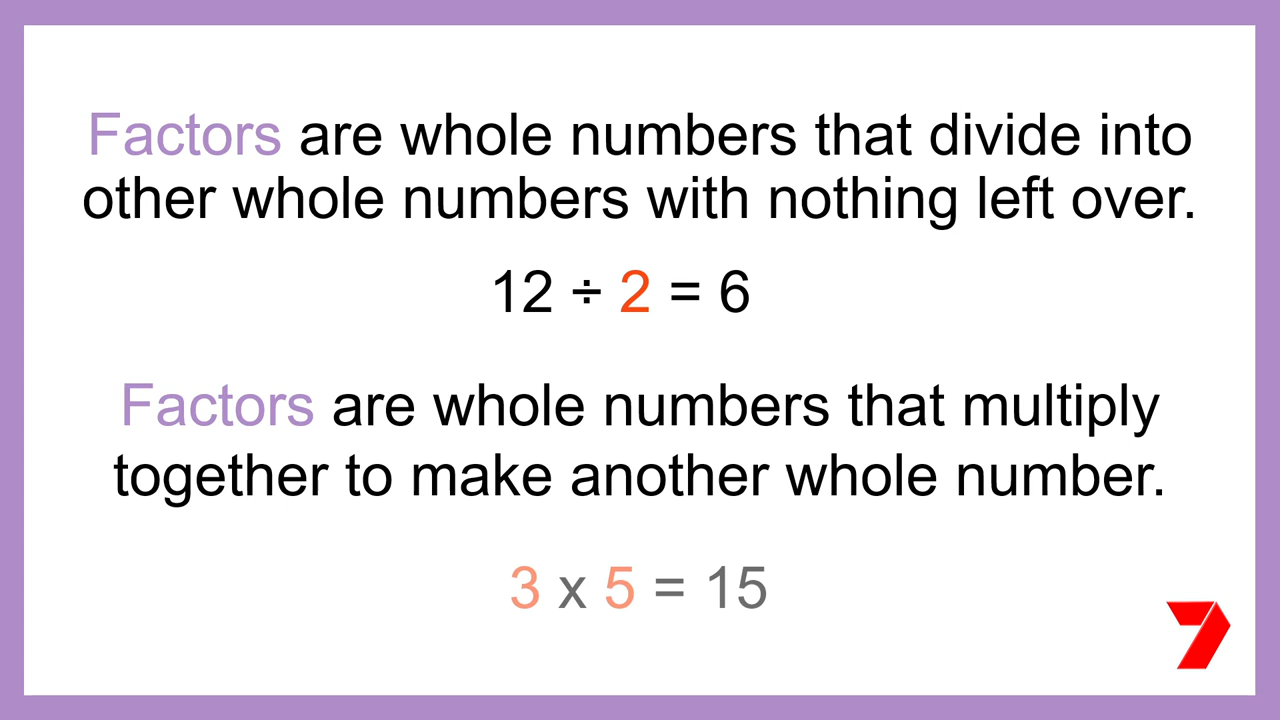 Factors are whole numbers that divide into
other whole numbers with nothing left over.
12 ÷ 2 = 6
Factors are whole numbers that multiply
together to make another whole number.
3 x 5 = 15
7